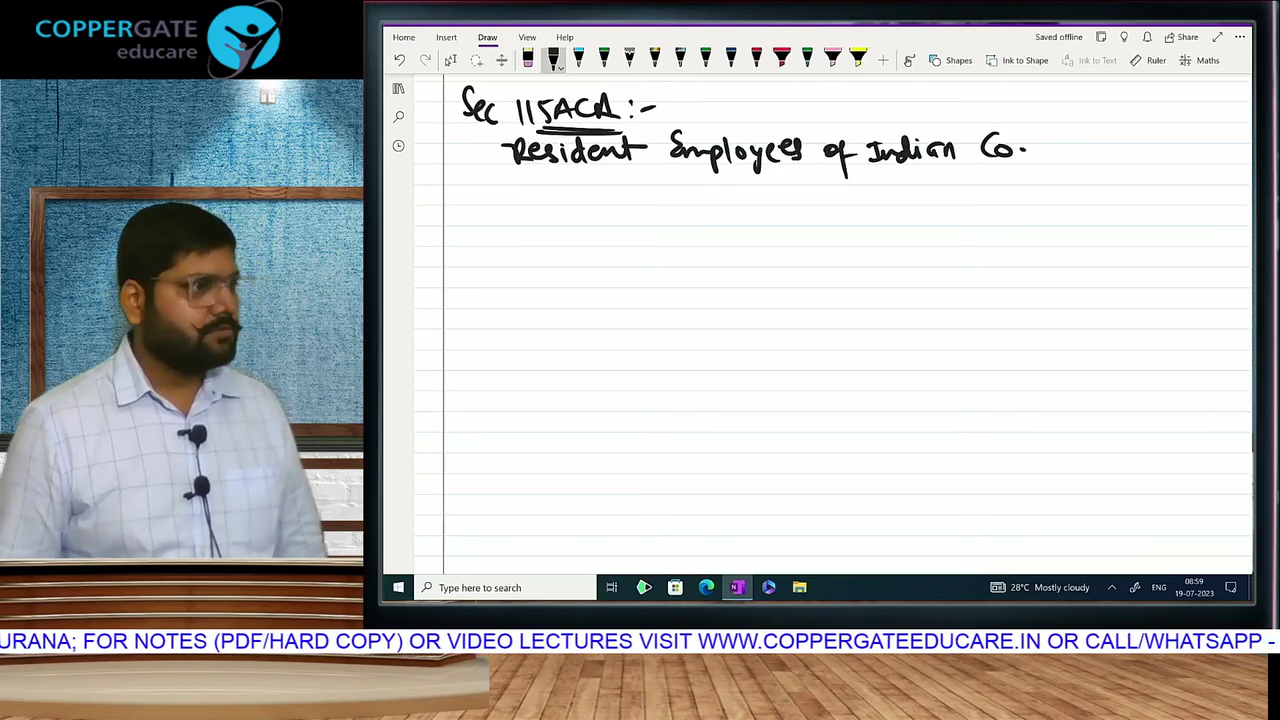 COPPERGATE
educare
Home Insert Draw View Help
Saved offline
Share
Shapes
Ink to Shape
Ink to Text
Ruler
Maths
Sec 115ACA :-
Resident Employees of Indian Co.
Type here to search
28°C Mostly cloudy
ENG
08:59
19-07-2023
URANA; FOR NOTES (PDF/HARD COPY) OR VIDEO LECTURES VISIT WWW.COPPERGATEEDUCARE.IN OR CALL/WHATSAPP -